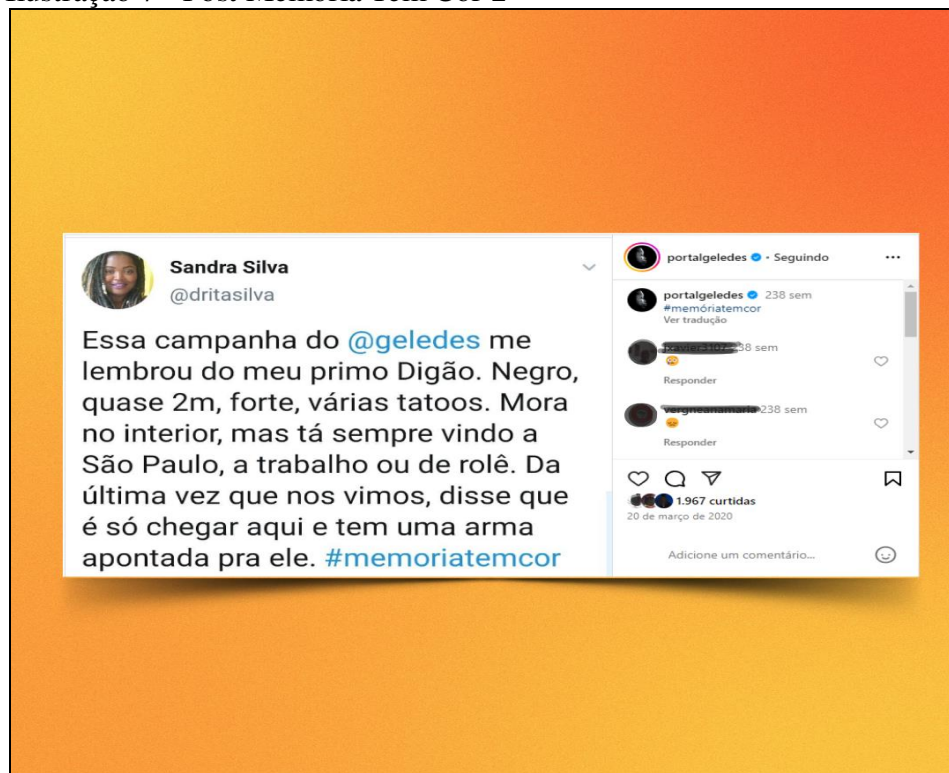 Sandra Silva
@dritasilva
Essa campanha do @geledes me
lembrou do meu primo Digão. Negro,
quase 2m, forte, várias tatoos. Mora
no interior, mas tá sempre vindo a
São Paulo, a trabalho ou de rolê. Da
última vez que nos vimos, disse que
é só chegar aqui e tem uma arma
apontada pra ele. #memoriatemcor
portalgeledes • Seguindo
portalgeledes 238 sem
#memóriatemcor
Ver tradução
38 sem
Responder
238 sem
Responder
1.967 curtidas
20 de março de 2020
Adicione um comentário...